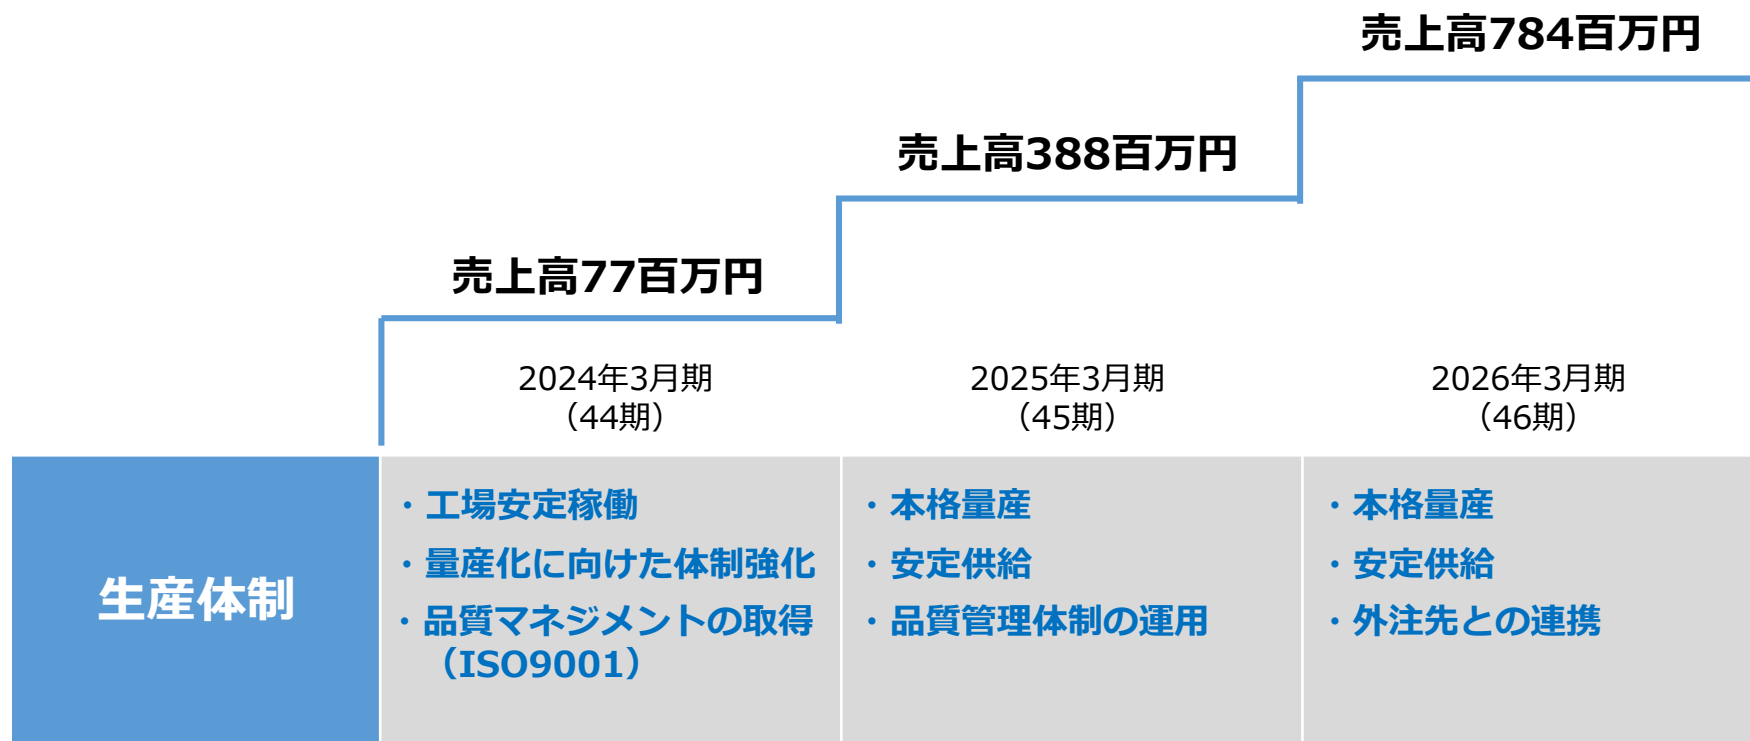 売上高784百万円
売上高388百万円
売上高77百万円
2024年3月期
（44期）
2025年3月期
（45期）
2026年3月期
（46期）
生産体制
・工場安定稼働
・量産化に向けた体制強化
・品質マネジメントの取得
（ISO9001）
・本格量産
・安定供給
・品質管理体制の運用
・本格量産
・安定供給
・外注先との連携